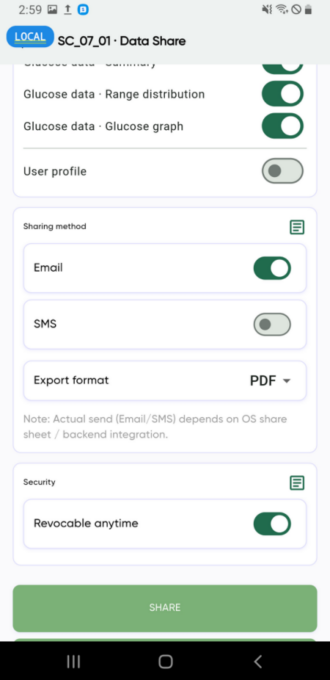 2:59
LOCAL
SC_07_01 · Data Share
Glucose data · Summary
Glucose data · Range distribution
Glucose data · Glucose graph
User profile
Sharing method
Email
SMS
Export format
PDF
Note: Actual send (Email/SMS) depends on OS share
sheet / backend integration.
Security
Revocable anytime
SHARE